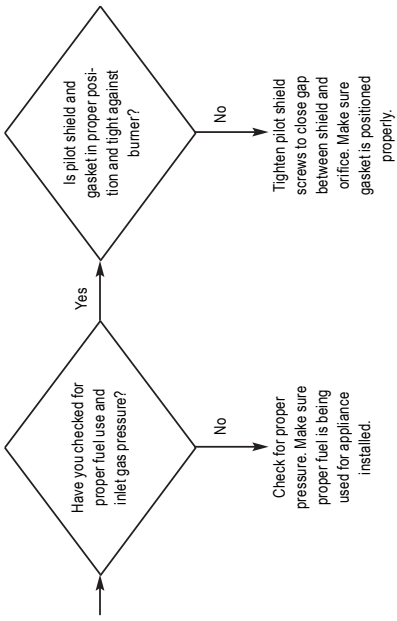 Have you checked for
proper fuel use and
inlet gas pressure?
No
Check for proper
pressure. Make sure
proper fuel is being
used for appliance
installed.
Yes
Is pilot shield and
gasket in proper posi-
tion and tight against
burner?
No
Tighten pilot shield
screws to close gap
between shield and
orifice. Make sure
gasket is positioned
properly.